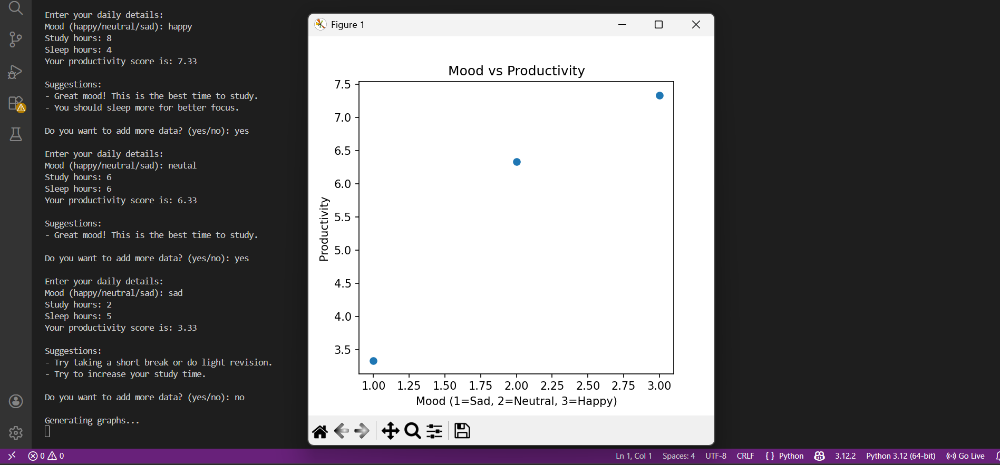 Enter your daily details:
Mood (happy/neutral/sad): happy
Study hours: 8
Sleep hours: 4
Your productivity score is: 7.33
Suggestions:
- Great mood! This is the best time to study.
- You should sleep more for better focus.
Do you want to add more data? (yes/no): yes
Enter your daily details:
Mood (happy/neutral/sad): neutal
Study hours: 6
Sleep hours: 6
Your productivity score is: 6.33
Suggestions:
- Great mood! This is the best time to study.
Do you want to add more data? (yes/no): yes
Enter your daily details:
Mood (happy/neutral/sad): sad
Study hours: 2
Sleep hours: 5
Your productivity score is: 3.33
Suggestions:
- Try taking a short break or do light revision.
- Try to increase your study time.
Do you want to add more data? (yes/no): no
Generating graphs...
Figure 1
Mood vs Productivity
7.5
7.0
6.5
6.0
5.5
5.0
4.5
4.0
3.5
Productivity
1.00 1.25 1.50 1.75 2.00 2.25 2.50 2.75 3.00
Mood (1=Sad, 2=Neutral, 3=Happy)
0 0 Ln 1, Col 1 Spaces: 4 UTF-8 CRLF { } Python 3.12.2 Python 3.12 (64-bit) Go Live